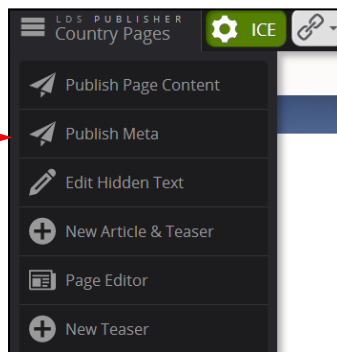 LDS PUBLISHER
Country Pages
ICE
Publish Page Content
Publish Meta
Edit Hidden Text
New Article & Teaser
Page Editor
New Teaser